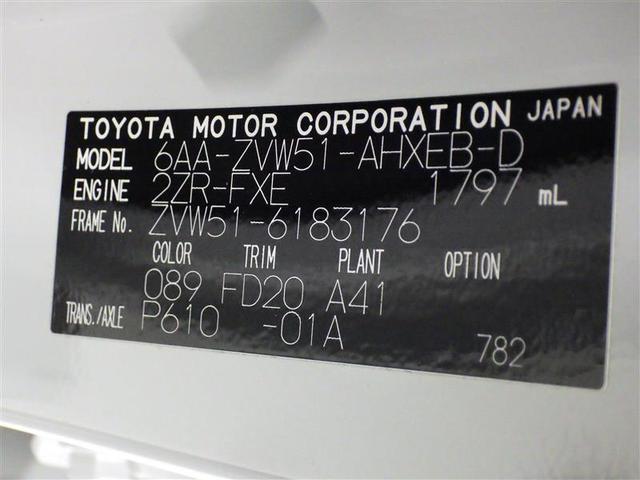 TOYOTA MOTOR CORPORATION JAPAN
MODEL 6AA-ZVW51-AHXEB-D
ENGINE 2ZR-FXE 1797 mL
FRAME No. ZVW51-6183176
COLOR TRIM PLANT OPTION
089 FD20 A41
TRANS./AXLE P610 -01A
782